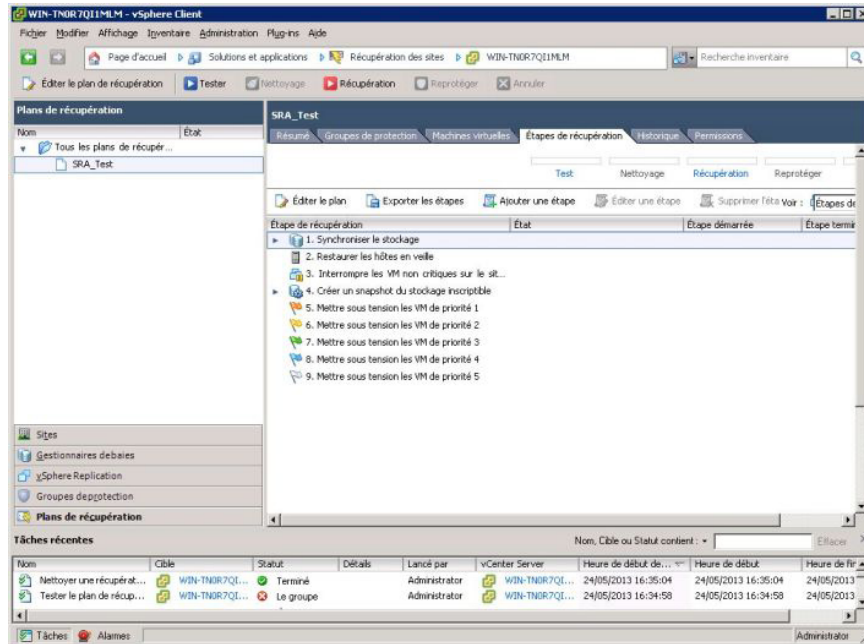 WIN-TN0R7QI1MLM - vSphere Client
Fichier Modifier Affichage Inventaire Administration Plug-ins Aide
Page d'accueil Solutions et applications Récupération des sites WIN-TN0R7QI1MLM Recherche inventaire
Éditer le plan de récupération Tester Nettoyage Récupération Reprotéger Annuler
Plans de récupération
Nom État
Tous les plans de récupér...
SRA_Test
SRA_Test
Résumé Groupes de protection Machines virtuelles Étapes de récupération Historique Permissions
Test Nettoyage Récupération Reprotéger
Éditer le plan Exporter les étapes Ajouter une étape Éditer une étape Supprimer l'éta Voir : Étapes de
Étape de récupération État Étape démarrée Étape termin
1. Synchroniser le stockage
2. Restaurer les hôtes en veille
3. Interrompre les VM non critiques sur le sit...
4. Créer un snapshot du stockage inscriptible
5. Mettre sous tension les VM de priorité 1
6. Mettre sous tension les VM de priorité 2
7. Mettre sous tension les VM de priorité 3
8. Mettre sous tension les VM de priorité 4
9. Mettre sous tension les VM de priorité 5
Sites
Gestionnaires debaies
vSphere Replication
Groupes deprotection
Plans de récupération
Tâches récentes Nom, Cible ou Statut contient : Effacer
Nom Cible Statut Détails Lancé par vCenter Server Heure de début de... Heure de début Heure de fir
Nettoyer une récupérat... WIN-TN0R7QI... Terminé Administrator WIN-TN0R7QI... 24/05/2013 16:35:04 24/05/2013 16:35:04 24/05/2013
Tester le plan de récup... WIN-TN0R7QI... Le groupe Administrator WIN-TN0R7QI... 24/05/2013 16:34:58 24/05/2013 16:34:58 24/05/2013
Tâches Alarmes Administrator